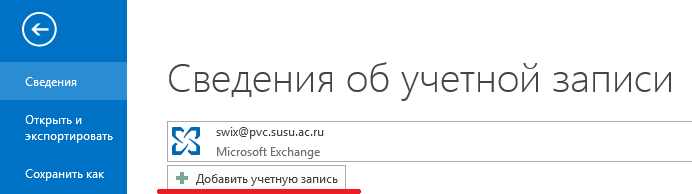 Сведения
Открыть и
экспортировать
Сохранить как
Сведения об учетной записи
swix@pvc.susu.ac.ru
Microsoft Exchange
Добавить учетную запись